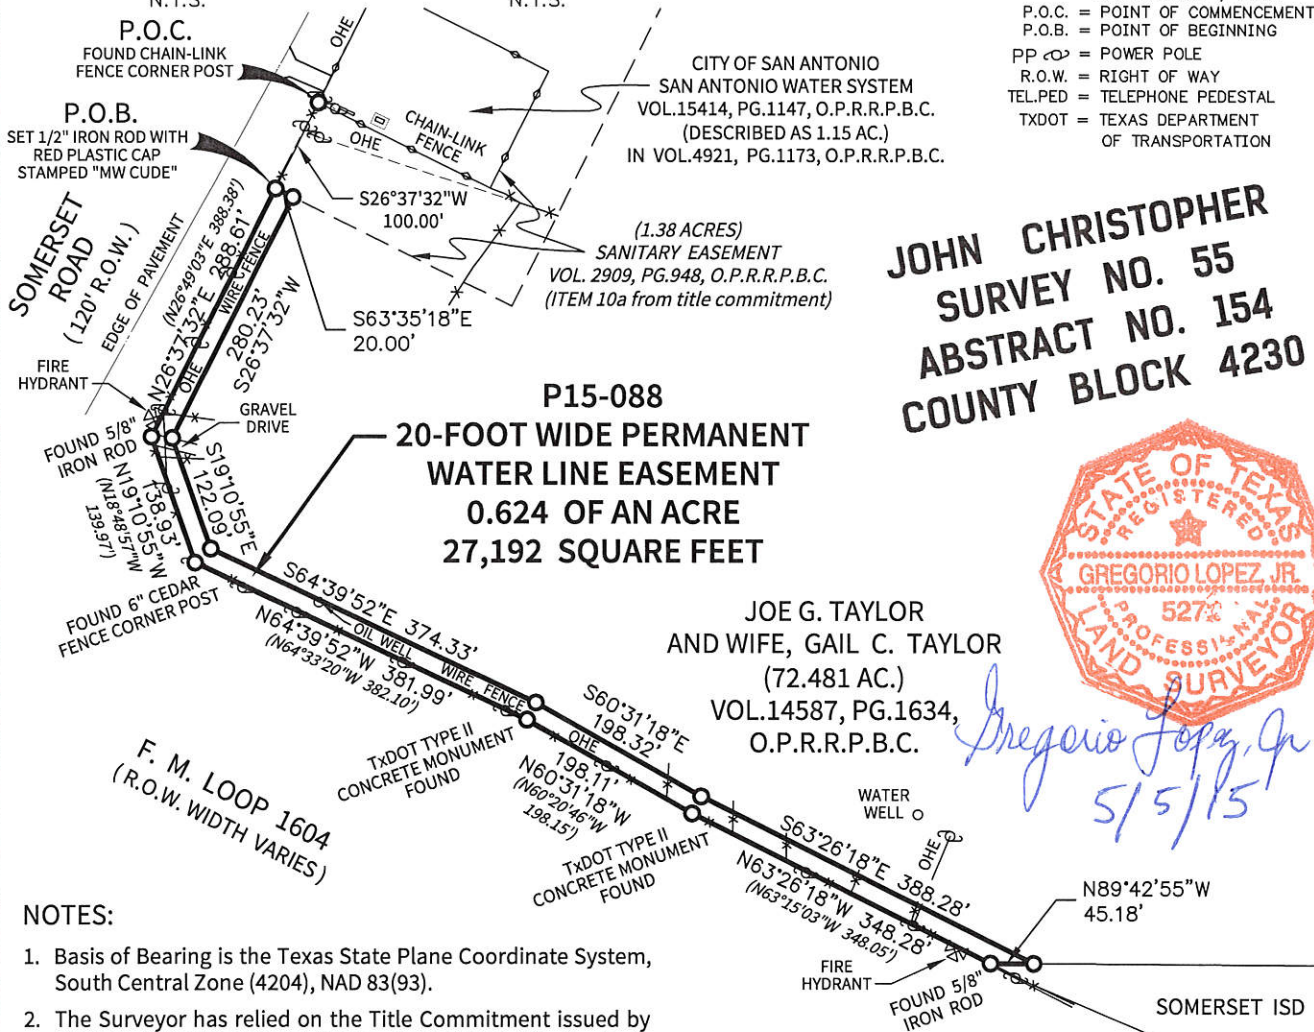 N.T.S.
N.T.S.
P.O.C.
FOUND CHAIN-LINK
FENCE CORNER POST
P.O.B.
SET 1/2" IRON ROD WITH
RED PLASTIC CAP
STAMPED "MW CUDE"
OHE
OHE
CHAIN-LINK
FENCE
CITY OF SAN ANTONIO
SAN ANTONIO WATER SYSTEM
VOL.15414, PG.1147, O.P.R.R.P.B.C.
(DESCRIBED AS 1.15 AC.)
IN VOL.4921, PG.1173, O.P.R.R.P.B.C.
P.O.C. = POINT OF COMMENCEMENT
P.O.B. = POINT OF BEGINNING
PP = POWER POLE
R.O.W. = RIGHT OF WAY
TEL.PED = TELEPHONE PEDESTAL
TXDOT = TEXAS DEPARTMENT
OF TRANSPORTATION
S26°37'32"W
100.00'
(1.38 ACRES)
SANITARY EASEMENT
VOL. 2909, PG.948, O.P.R.R.P.B.C.
(ITEM 10a from title commitment)
JOHN CHRISTOPHER
SURVEY NO. 55
ABSTRACT NO. 154
COUNTY BLOCK 4230
SOMERSET
ROAD
(120' R.O.W.)
EDGE OF PAVEMENT
(N26°49'03"E 388.38')
N26°37'32"E 288.61'
OHE
WIRE FENCE
280.23'
S26°37'32"W
S63°35'18"E
20.00'
FIRE
HYDRANT
GRAVEL
DRIVE
FOUND 5/8"
IRON ROD
S19°10'55"E
122.09'
138.93'
N19°10'55"W
(N18°48'57"W
139.97')
P15-088
20-FOOT WIDE PERMANENT
WATER LINE EASEMENT
0.624 OF AN ACRE
27,192 SQUARE FEET
STATE OF TEXAS
REGISTERED
GREGORIO LOPEZ, JR.
PROFESSIONAL
LAND SURVEYOR
Gregorio Lopez, Jr
5/5/15
FOUND 6" CEDAR
FENCE CORNER POST
S64°39'52"E 374.33'
OIL WELL
WIRE FENCE
N64°39'52"W 381.99'
(N64°33'20"W 382.10')
JOE G. TAYLOR
AND WIFE, GAIL C. TAYLOR
(72.481 AC.)
VOL.14587, PG.1634,
O.P.R.R.P.B.C.
S60°31'18"E
198.32'
OHE
198.11'
N60°31'18"W
(N60°20'46"W
198.15')
TxDOT TYPE II
CONCRETE MONUMENT
FOUND
F. M. LOOP 1604
(R.O.W. WIDTH VARIES)
TxDOT TYPE II
CONCRETE MONUMENT
FOUND
WATER
WELL
OHE
S63°26'18"E 388.28'
N63°26'18"W 348.28'
(N63°15'03"W 348.05')
N89°42'55"W
45.18'
FIRE
HYDRANT
FOUND 5/8"
IRON ROD
SOMERSET ISD
NOTES:
1. Basis of Bearing is the Texas State Plane Coordinate System,
South Central Zone (4204), NAD 83(93).
2. The Surveyor has relied on the Title Commitment issued by